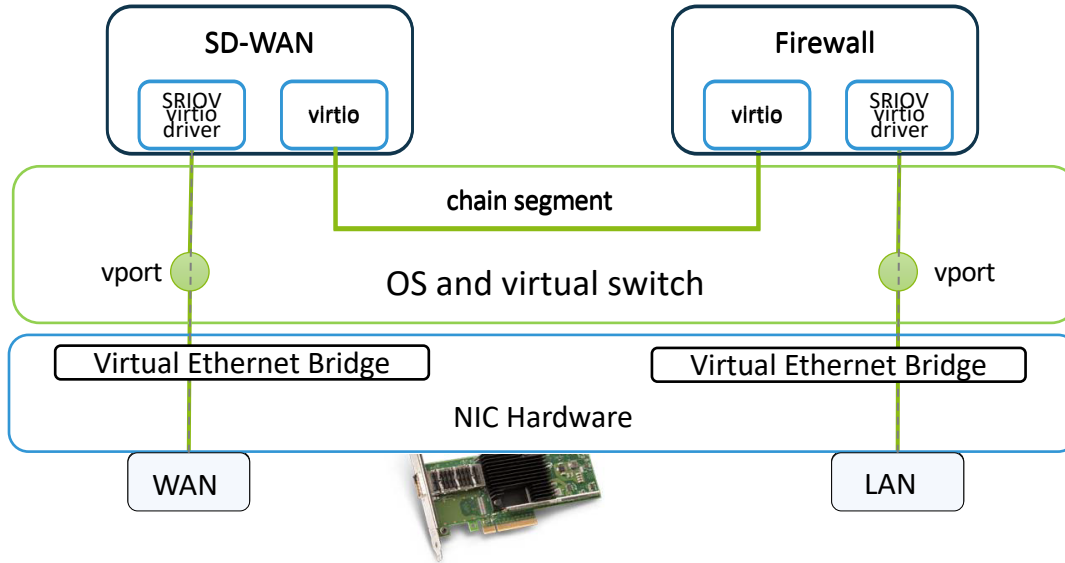 SD-WAN
Firewall
SRIOV
virtio
driver
virtio
virtio
SRIOV
virtio
driver
chain segment
vport
vport
OS and virtual switch
Virtual Ethernet Bridge
Virtual Ethernet Bridge
NIC Hardware
WAN
LAN